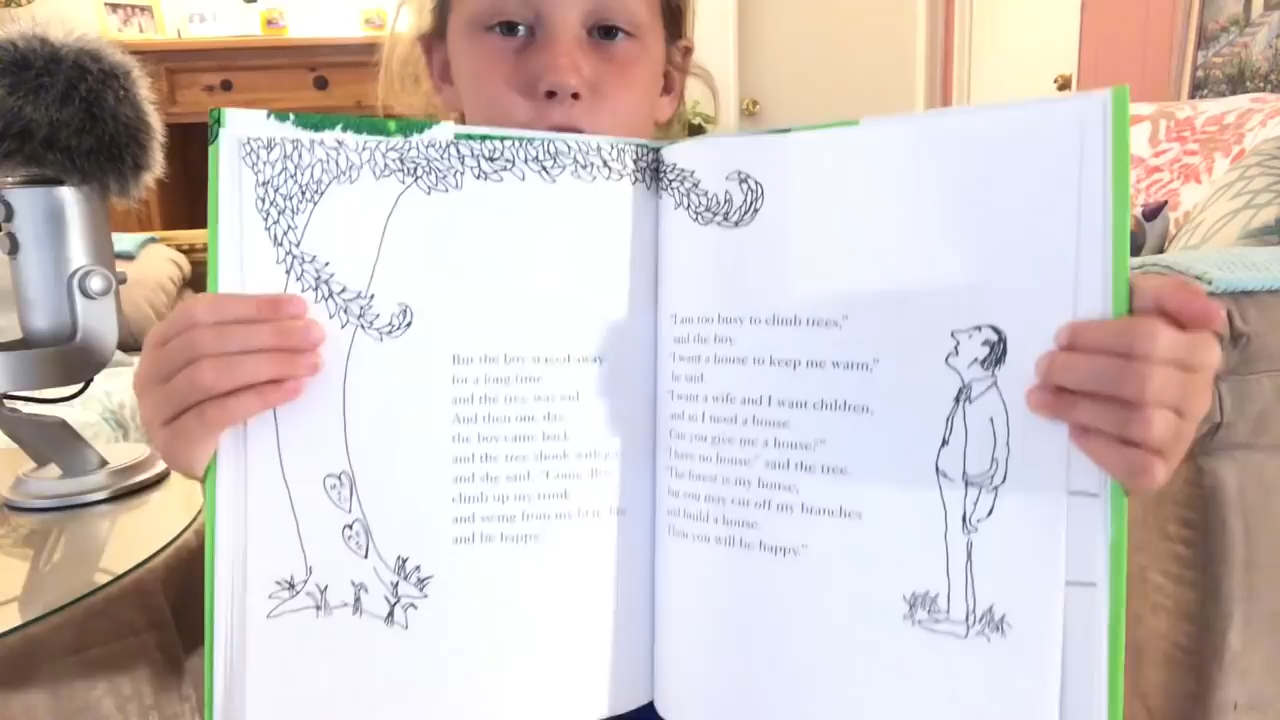 But the boy stayed away
for a long time
and the tree was sad.
And then one day
the boy came back
and the tree shook with
and she said, "Come, Boy,
climb up my trunk
and swing from my
and be happy."
"I am too busy to climb trees,"
said the boy.
"I want a house to keep me warm,"
he said.
"I want a wife and I want children,
and so I need a house.
Can you give me a house?"
"I have no house," said the tree.
"The forest is my house,
but you may cut off my branches
and build a house.
Then you will be happy."